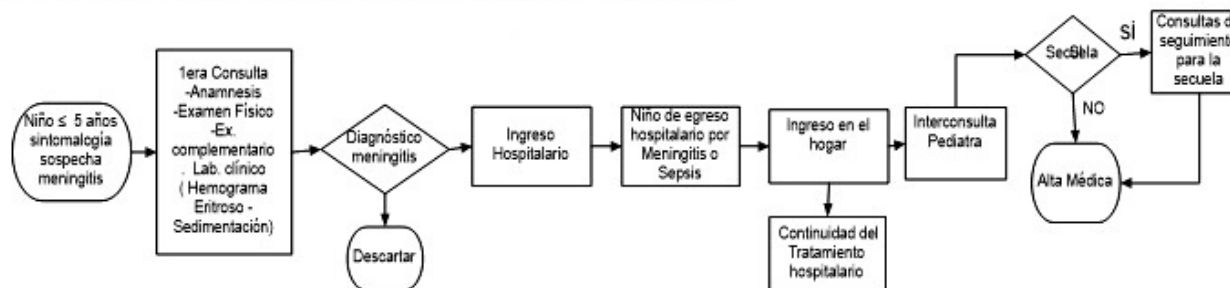 Niño ≤ 5 años
sintomalogía
sospecha
meningitis
1era Consulta
-Anamnesis
-Examen Físico
-Ex.
complementario
. Lab. clínico
( Hemograma
Eritroso -
Sedimentación)
Diagnóstico
meningitis
Descartar
Ingreso
Hospitalario
Niño de egreso
hospitalario por
Meningitis o
Sepsis
Ingreso en el
hogar
Continuidad del
Tratamiento
hospitalario
Interconsulta
Pediatra
SÍ
NO
Consultas d
seguimient
para la
secuela
Alta Médica